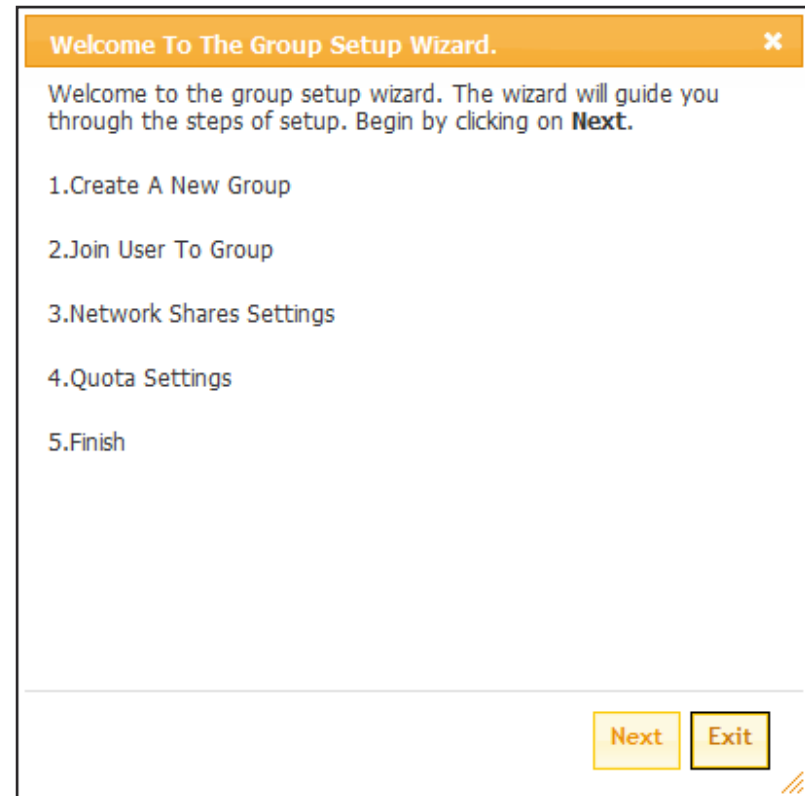 Welcome To The Group Setup Wizard.
Welcome to the group setup wizard. The wizard will guide you
through the steps of setup. Begin by clicking on Next.
1.Create A New Group
2.Join User To Group
3.Network Shares Settings
4.Quota Settings
5.Finish
Next Exit